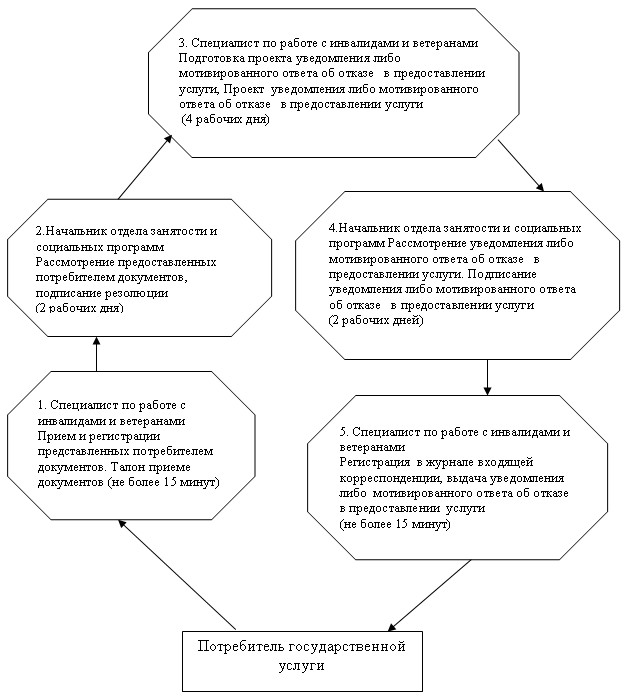 3. Специалист по работе с инвалидами и ветеранами
Подготовка проекта уведомления либо
мотивированного ответа об отказе в предоставлении
услуги, Проект уведомления либо мотивированного
ответа об отказе в предоставлении услуги
(4 рабочих дня)
2.Начальник отдела занятости и
социальных программ
Рассмотрение предоставленных
потребителем документов,
подписание резолюции
(2 рабочих дня)
4.Начальник отдела занятости и социальных
программ Рассмотрение уведомления либо
мотивированного ответа об отказе в
предоставлении услуги. Подписание
уведомления либо мотивированного ответа
об отказе в предоставлении услуги
(2 рабочих дней)
1. Специалист по работе с
инвалидами и ветеранами
Прием и регистрации
представленных потребителем
документов. Талон приеме
документов (не более 15 минут)
5. Специалист по работе с инвалидами и
ветеранами
Регистрация в журнале входящей
корреспонденции, выдача уведомления
либо мотивированного ответа об отказе
в предоставлении услуги
(не более 15 минут)
Потребитель государственной
услуги